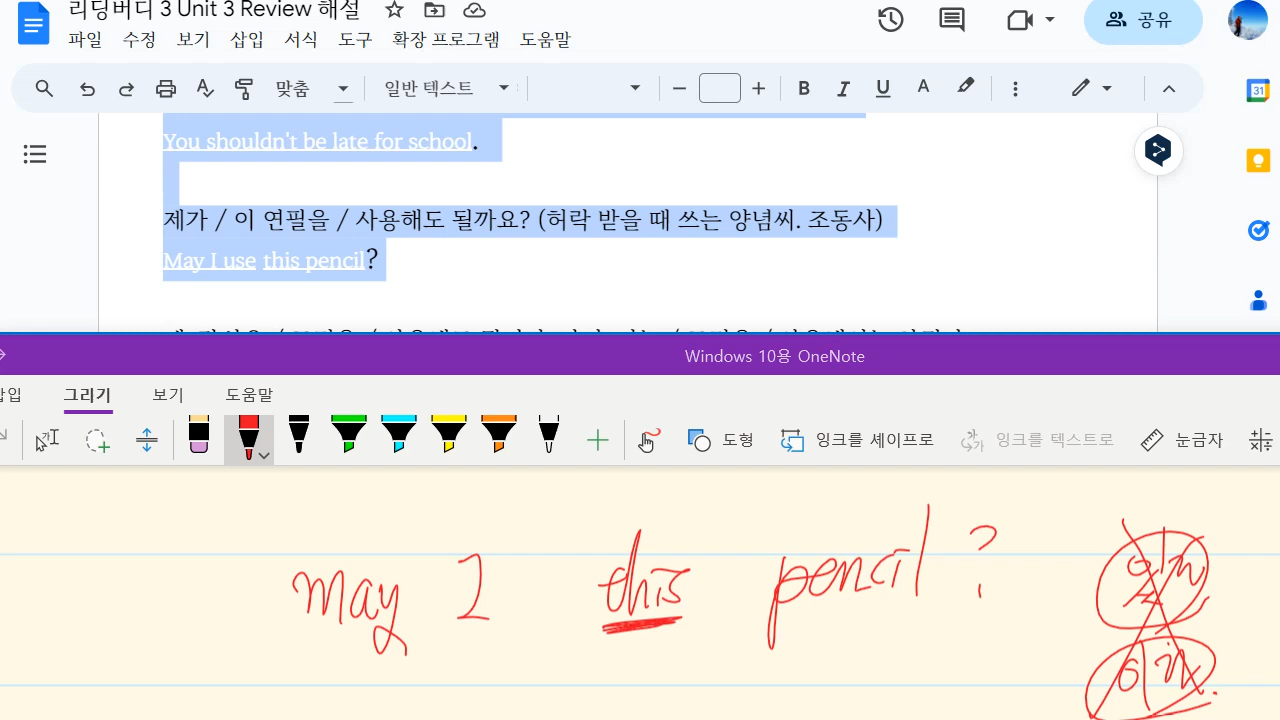 리딩버디 3 Unit 3 Review 해설
파일 수정 보기 삽입 서식 도구 확장 프로그램 도움말
공유
맞춤 일반 텍스트 B I U A
31
You shouldn't be late for school.
제가 / 이 연필을 / 사용해도 될까요? (허락 받을 때 쓰는 양념씨. 조동사)
May I use this pencil?
Windows 10용 OneNote
그리기 보기 도움말
도형 잉크를 셰이프로 잉크를 텍스트로 눈금자
may I this pencil ?